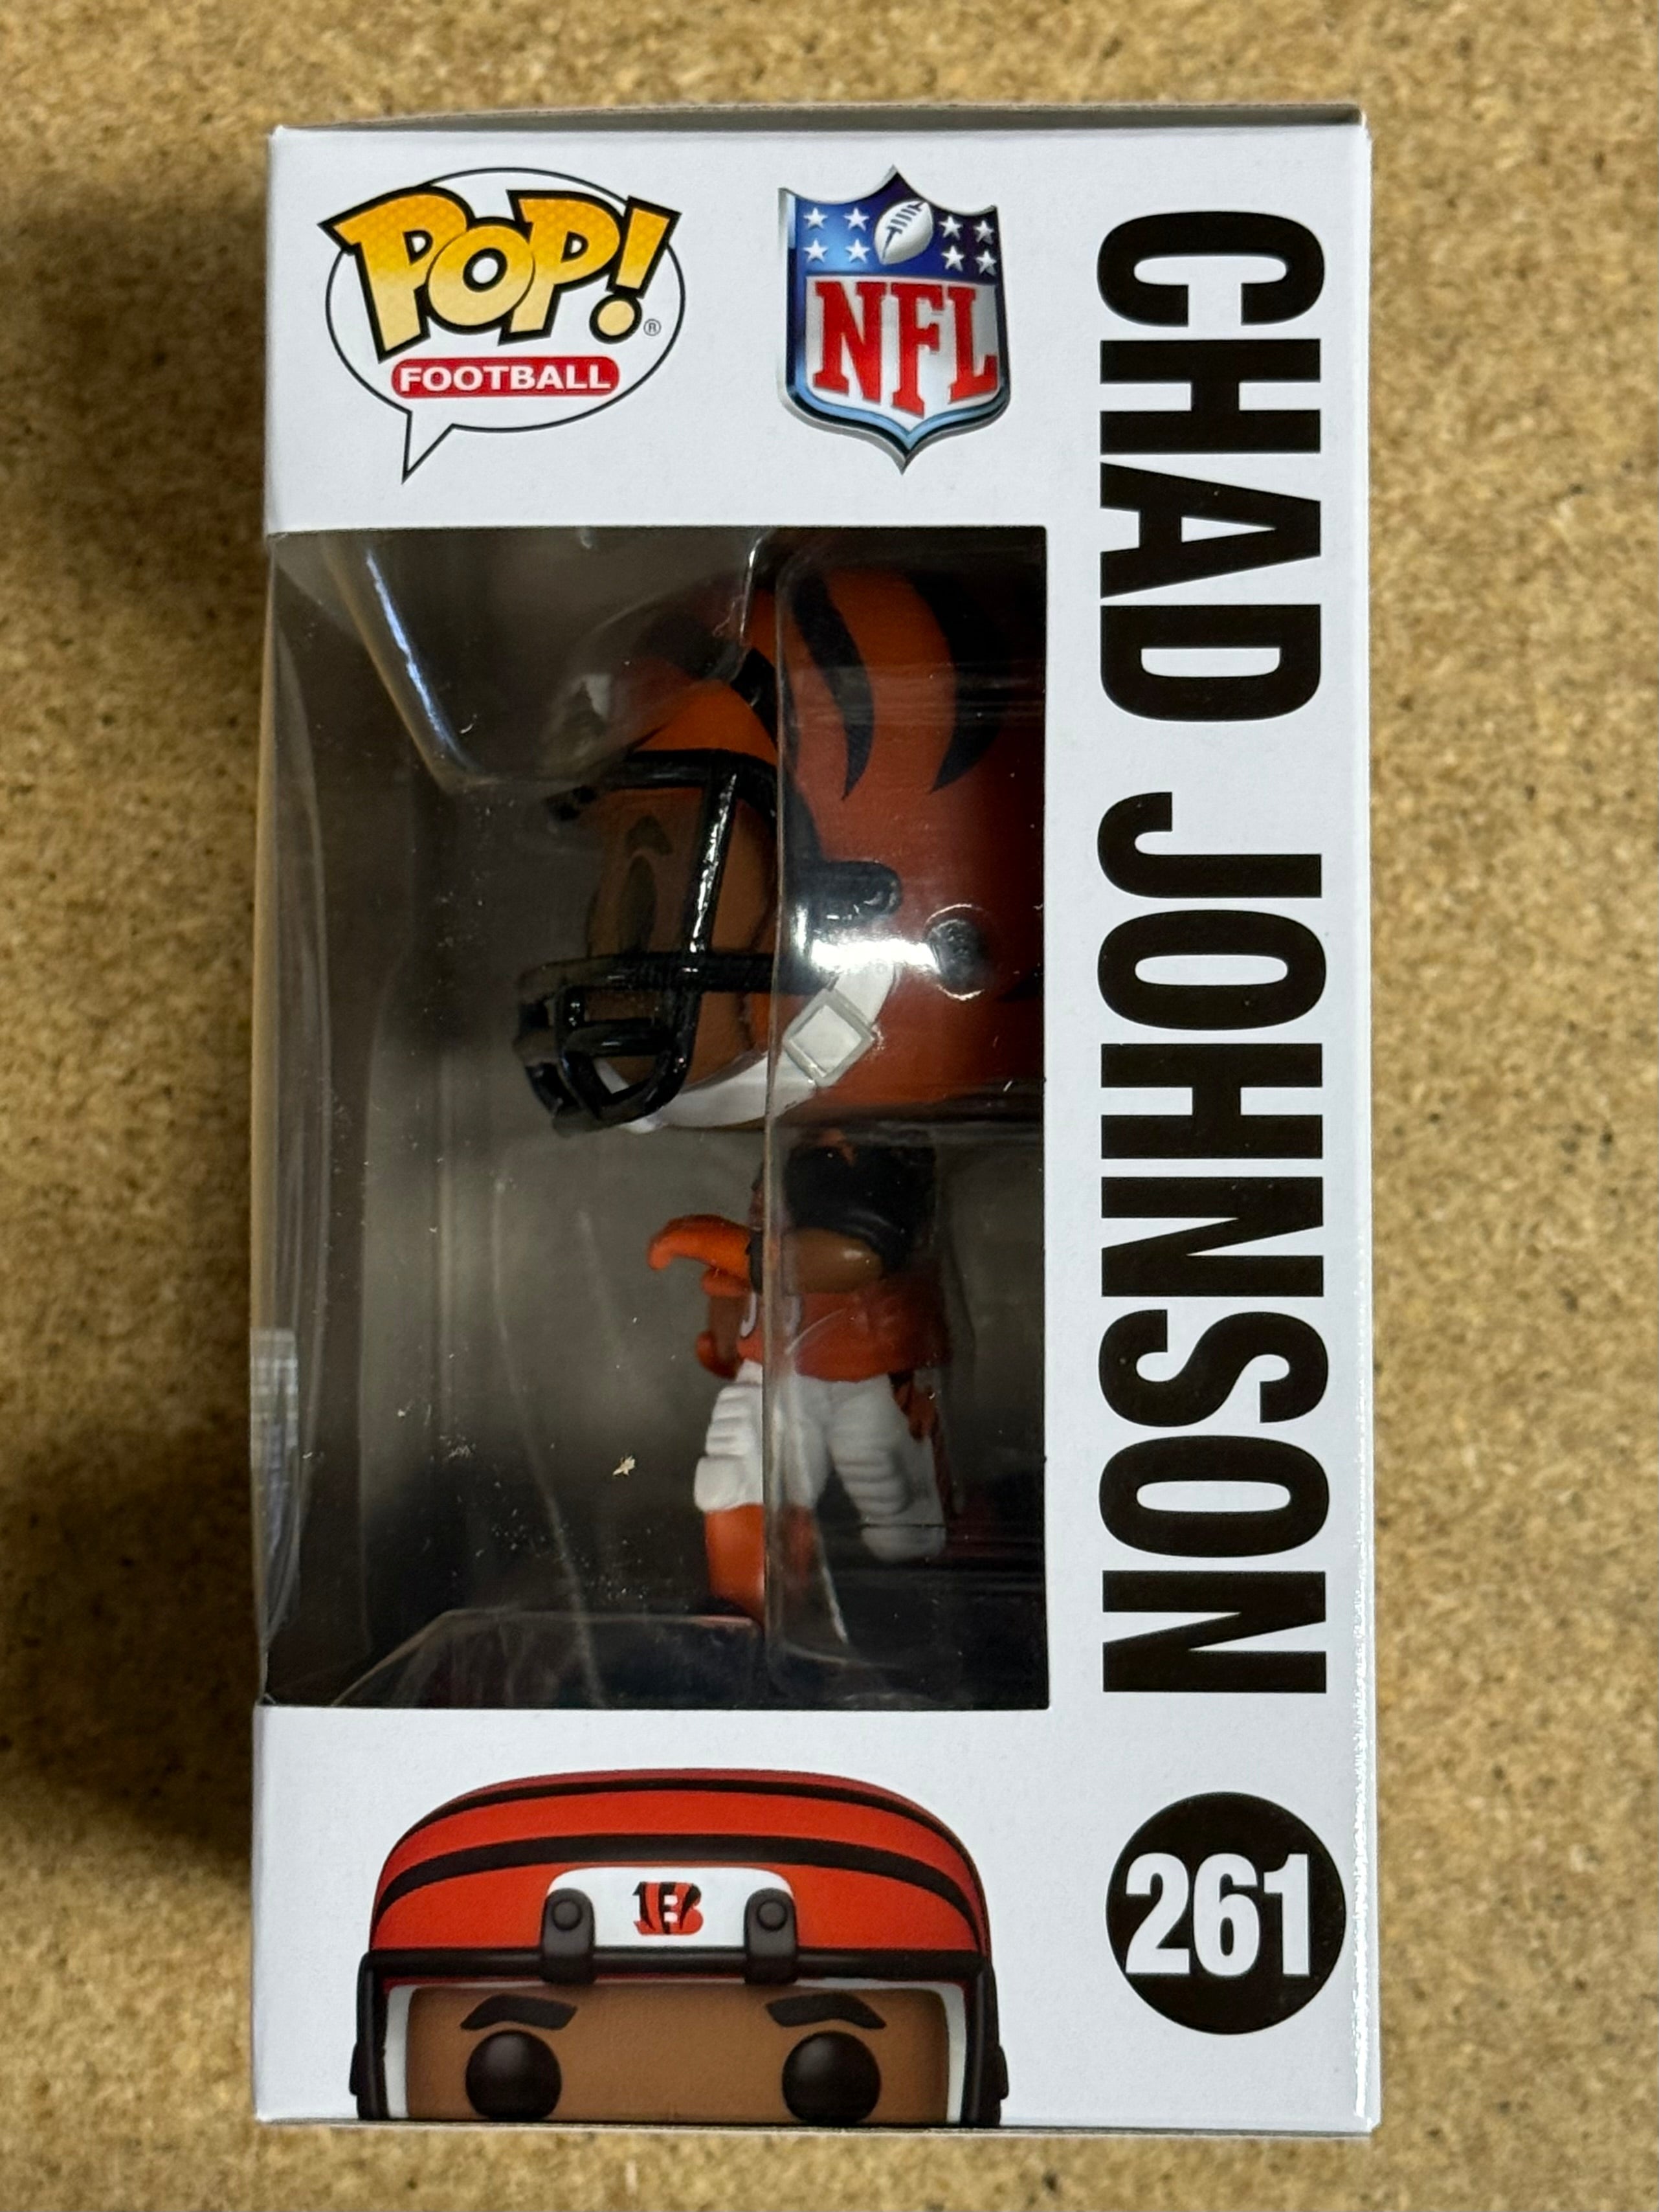 POP!®
FOOTBALL
NFL
CHAD JOHNSON
B
261